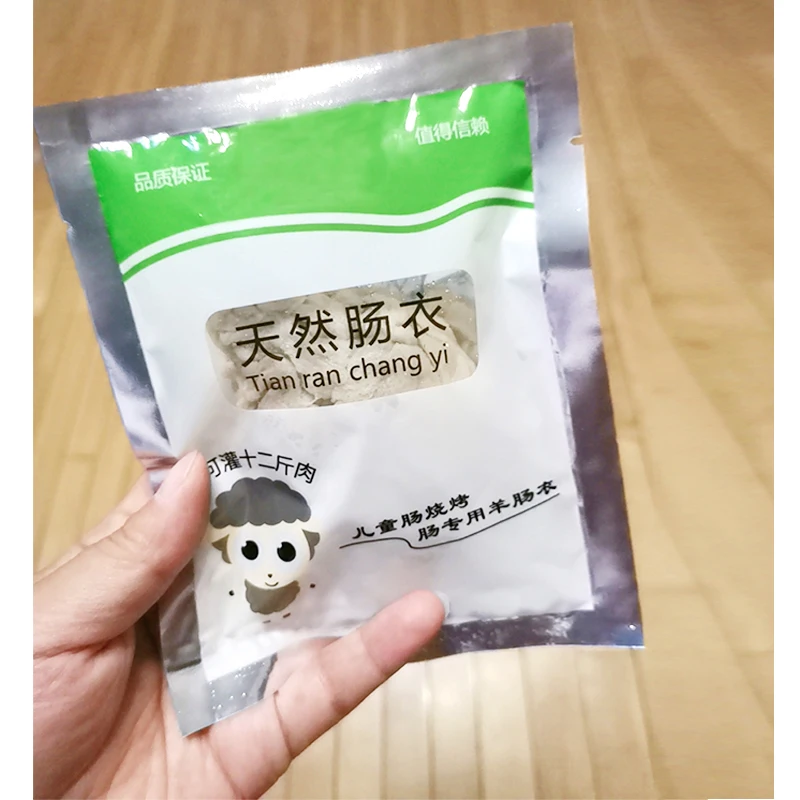 品质保证
值得信赖
天然肠衣
Tian ran chang yi
可灌十二斤肉
儿童肠烧烤
肠专用羊肠衣